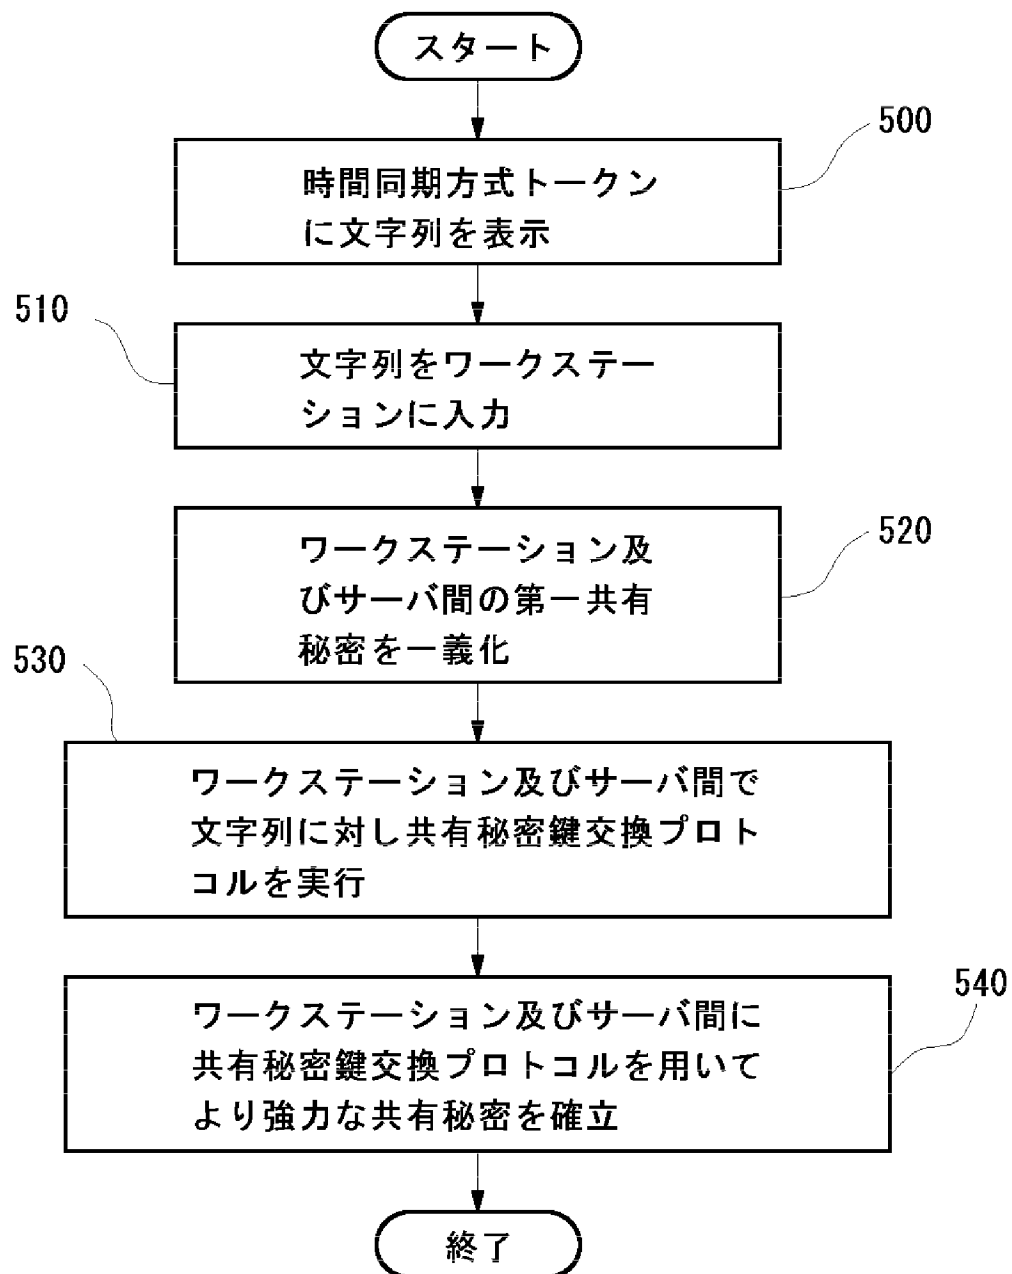 スタート
500
時間同期方式トークン
に文字列を表示
510
文字列をワークステー
ションに入力
520
ワークステーション及
びサーバ間の第一共有
秘密を一義化
530
ワークステーション及びサーバ間で
文字列に対し共有秘密鍵交換プロト
コルを実行
540
ワークステーション及びサーバ間に
共有秘密鍵交換プロトコルを用いて
より強力な共有秘密を確立
終了